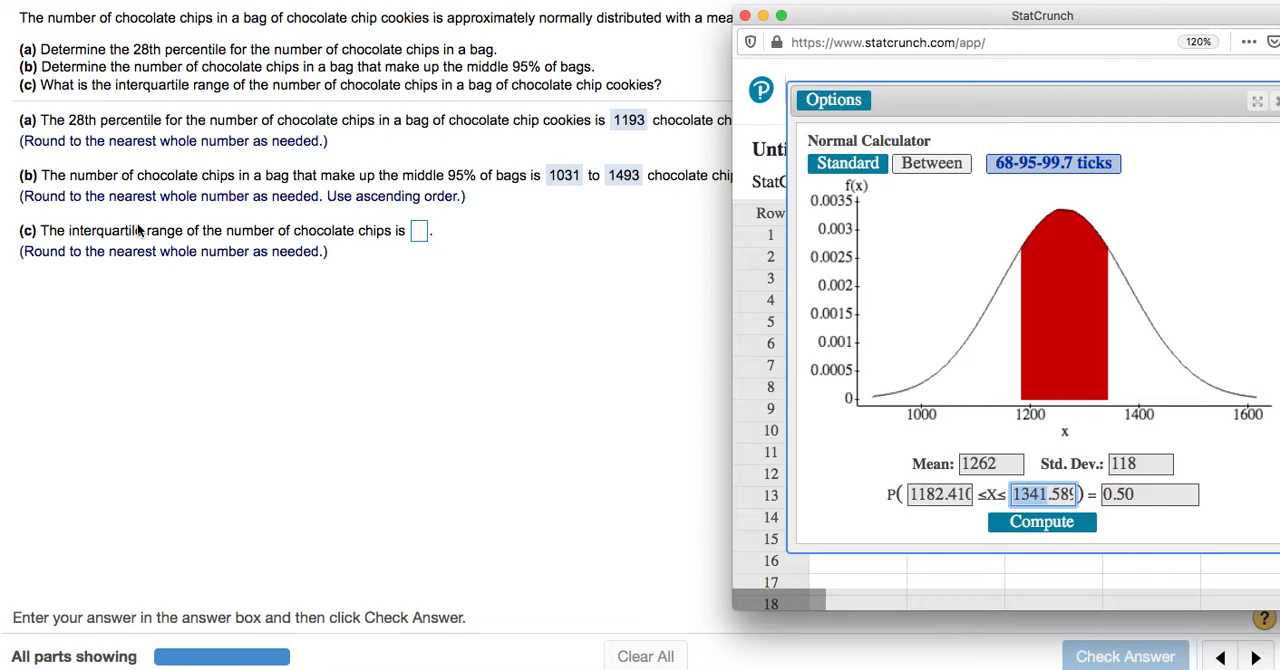 The number of chocolate chips in a bag of chocolate chip cookies is approximately normally distributed with a
(a) Determine the 28th percentile for the number of chocolate chips in a bag.
(b) Determine the number of chocolate chips in a bag that make up the middle 95% of bags.
(c) What is the interquartile range of the number of chocolate chips in a bag of chocolate chip cookies?
(a) The 28th percentile for the number of chocolate chips in a bag of chocolate chip cookies is 1193 chocolate
(Round to the nearest whole number as needed.)
(b) The number of chocolate chips in a bag that make up the middle 95% of bags is 1031 to 1493 chocolate
(Round to the nearest whole number as needed. Use ascending order.)
(c) The interquartile range of the number of chocolate chips is .
(Round to the nearest whole number as needed.)
Enter your answer in the answer box and then click Check Answer.
All parts showing
Clear All
Check Answer
?
StatCrunch
https://www.statcrunch.com/app/
120%
P
Options
Unti
StatC
Row
1
2
3
4
5
6
7
8
9
10
11
12
13
14
15
16
17
18
Normal Calculator
Standard Between 68-95-99.7 ticks
f(x)
0.0035
0.003
0.0025
0.002
0.0015
0.001
0.0005
0
1000 1200 1400 1600
x
Mean: 1262 Std. Dev.: 118
P( 1182.410 ≤X≤ 1341.589 ) = 0.50
Compute